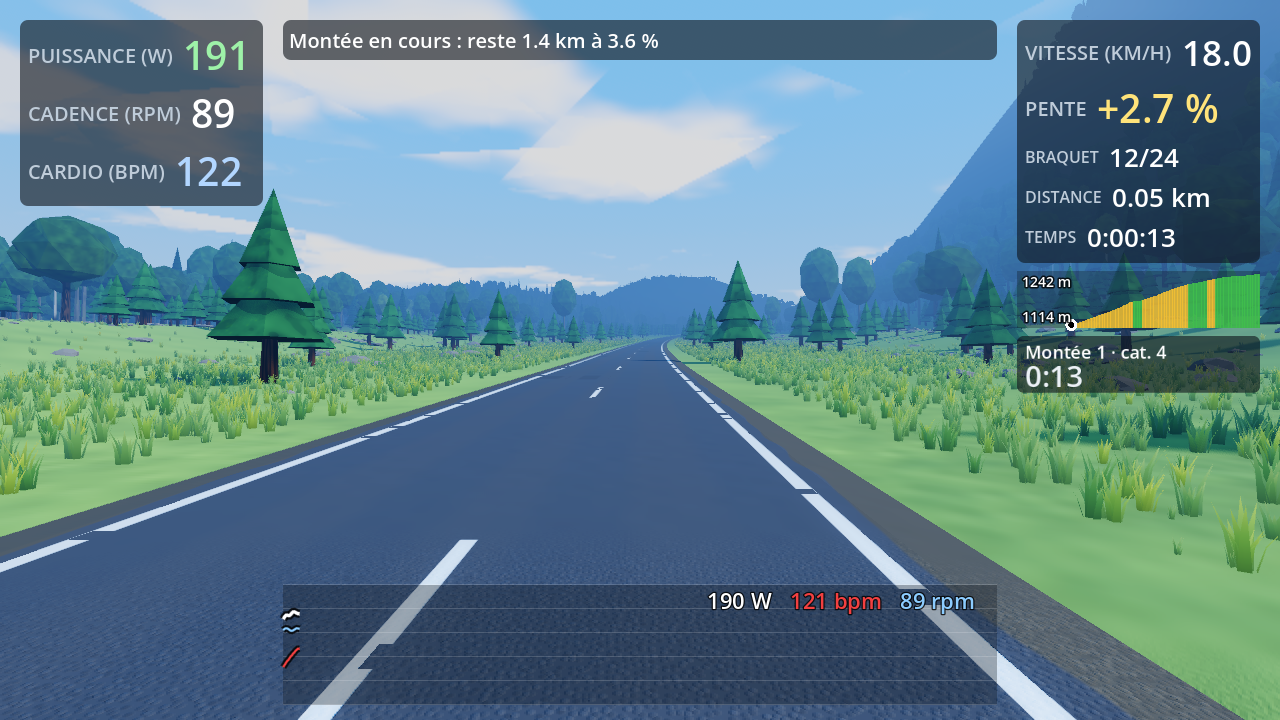 PUISSANCE (W) 191
CADENCE (RPM) 89
CARDIO (BPM) 122
Montée en cours : reste 1.4 km à 3.6 %
VITESSE (KM/H) 18.0
PENTE +2.7 %
BRAQUET 12/24
DISTANCE 0.05 km
TEMPS 0:00:13
1242 m
1114 m
Montée 1 · cat. 4
0:13
190 W 121 bpm 89 rpm